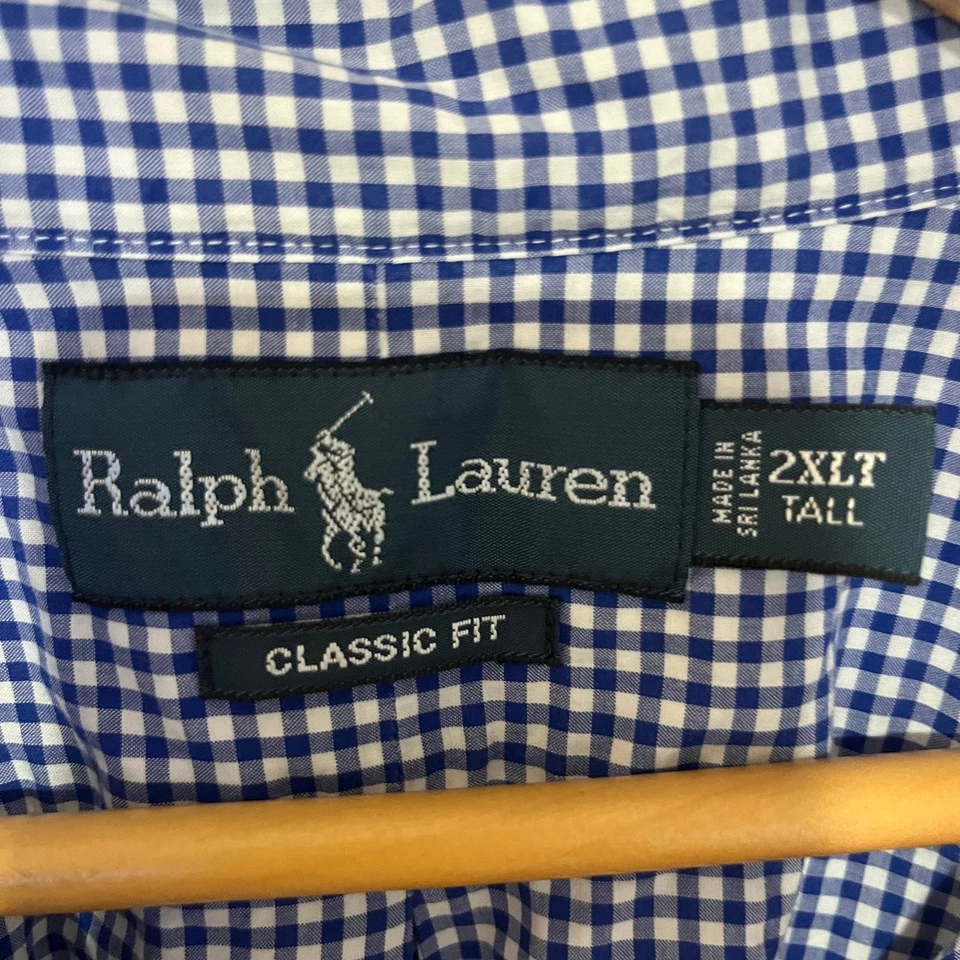 Ralph Lauren
MADE IN
SRI LANKA
2XLT
TALL
CLASSIC FIT